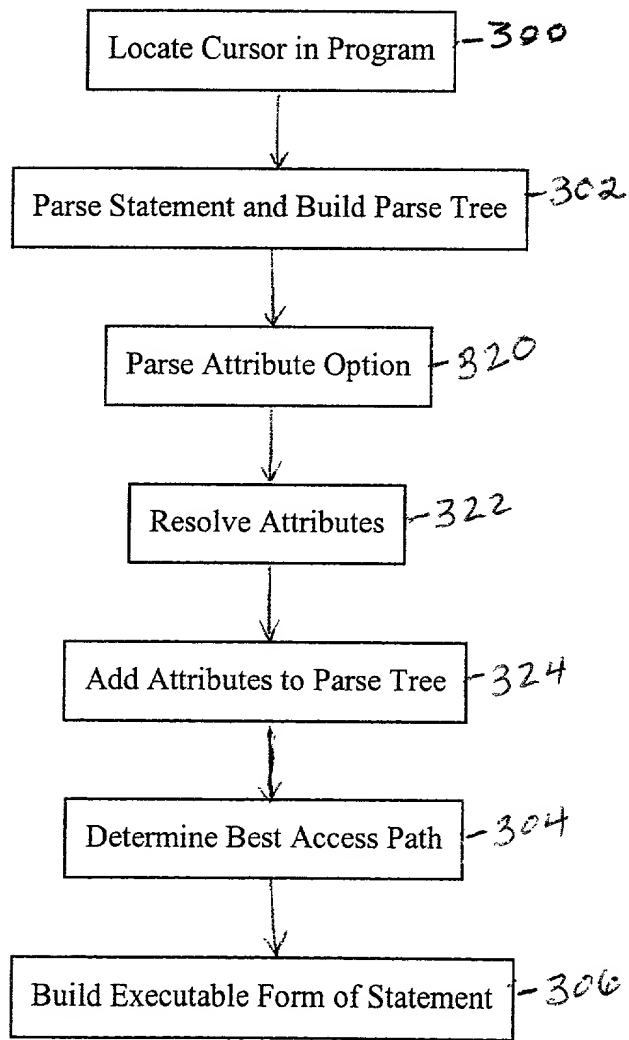 Locate Cursor in Program -300
Parse Statement and Build Parse Tree -302
Parse Attribute Option -320
Resolve Attributes -322
Add Attributes to Parse Tree -324
Determine Best Access Path -304
Build Executable Form of Statement -306